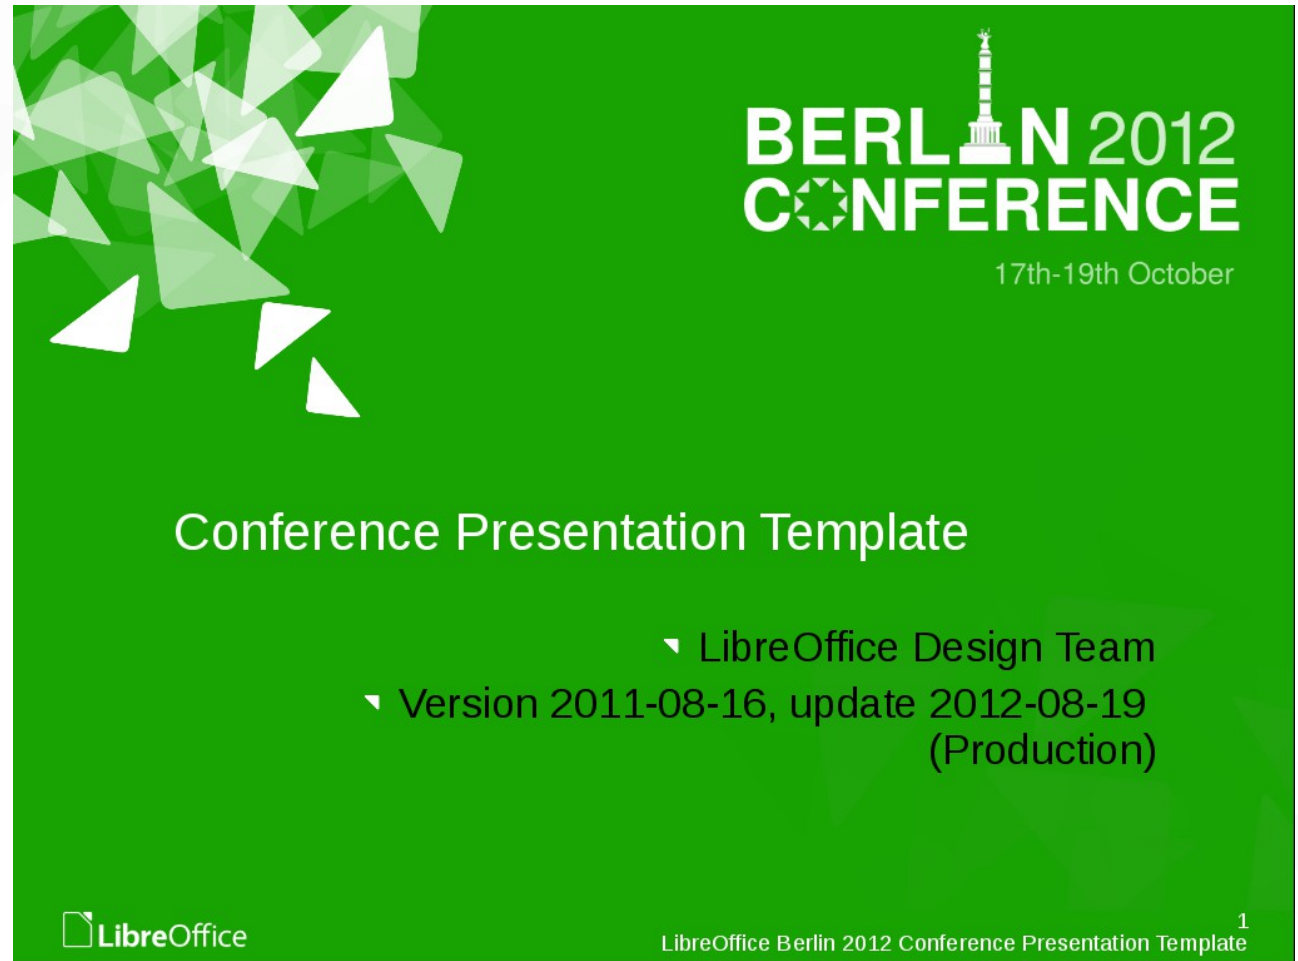 BERLIN 2012
CONFERENCE
17th-19th October
Conference Presentation Template
LibreOffice Design Team
Version 2011-08-16, update 2012-08-19
(Production)
LibreOffice
1
LibreOffice Berlin 2012 Conference Presentation Template